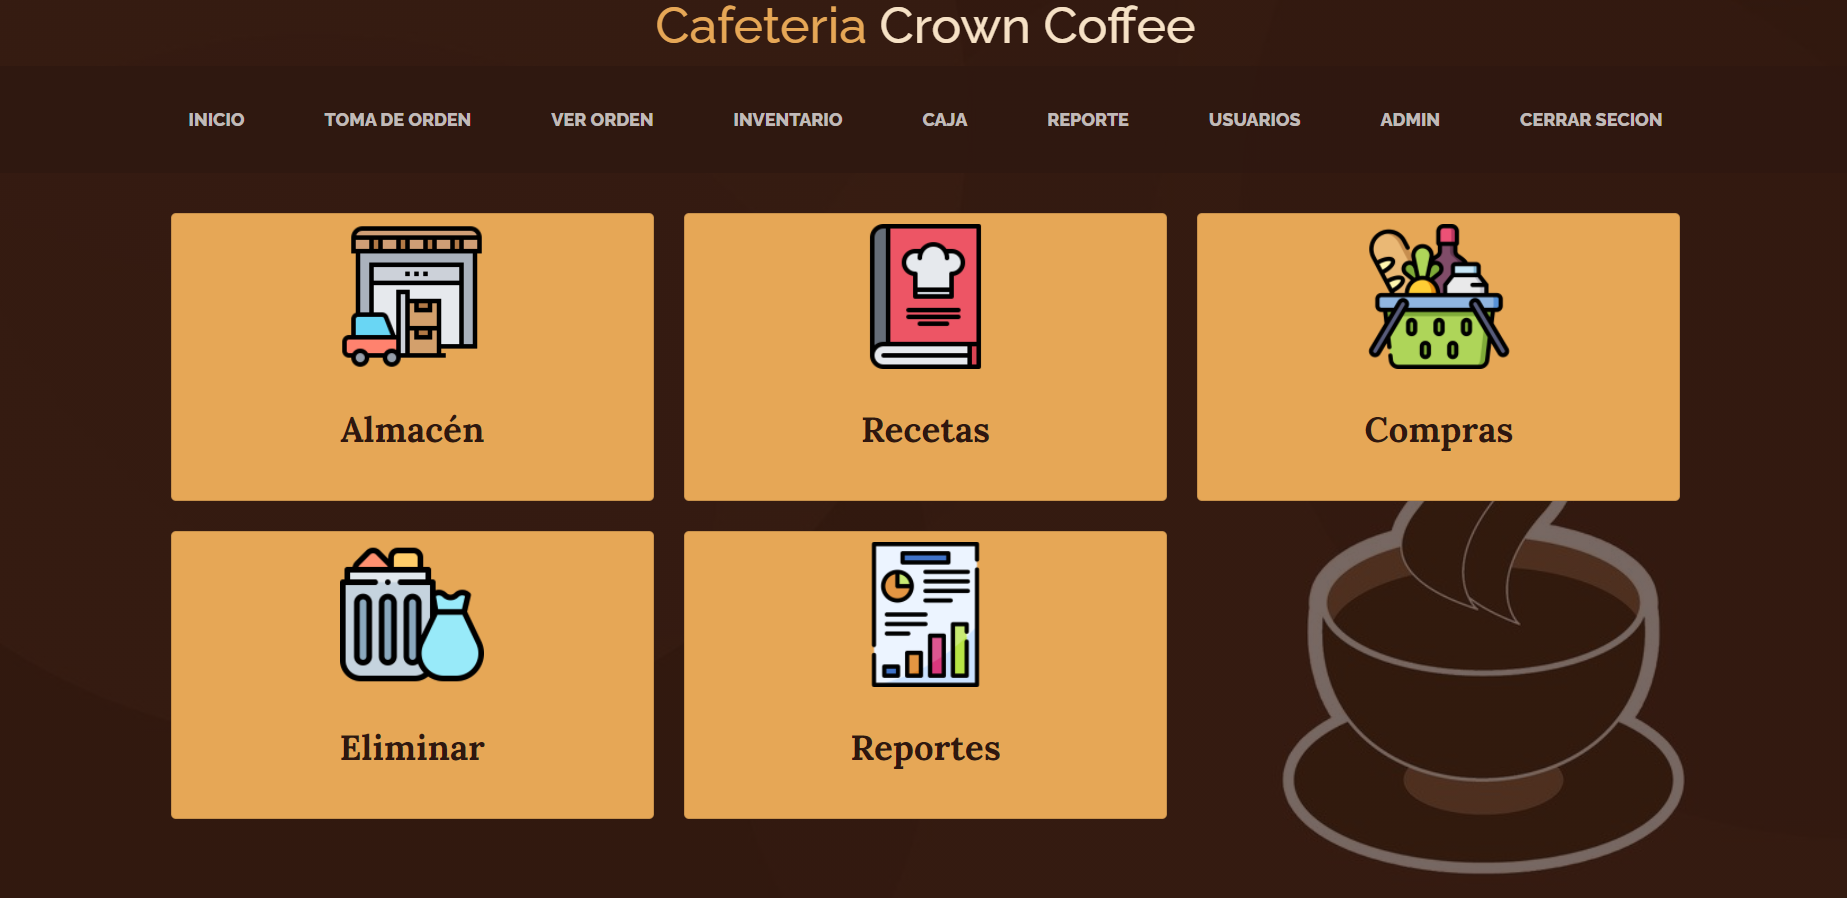 Cafeteria Crown Coffee
INICIO TOMA DE ORDEN VER ORDEN INVENTARIO CAJA REPORTE USUARIOS ADMIN CERRAR SECION
Almacén Recetas Compras
Eliminar Reportes